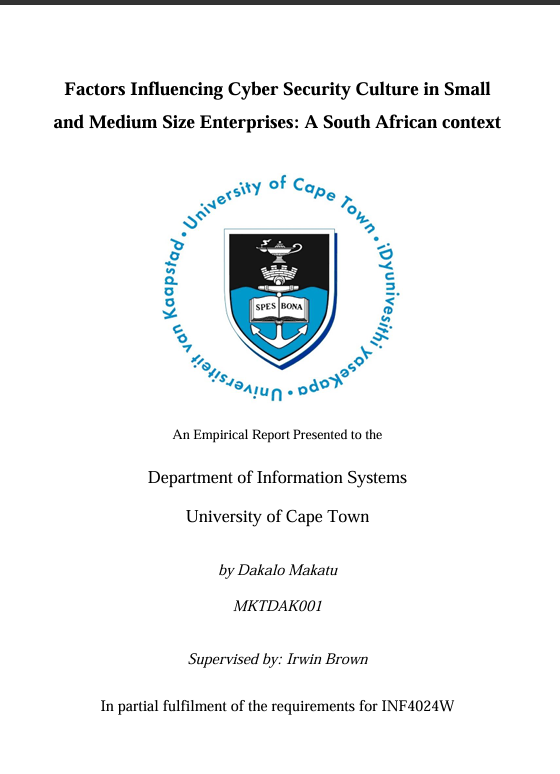 Factors Influencing Cyber Security Culture in Small
and Medium Size Enterprises: A South African context
University of Cape Town • iDyunivesithi yaseKapa • Universiteit van Kaapstad •
SPES BONA
An Empirical Report Presented to the
Department of Information Systems
University of Cape Town
by Dakalo Makatu
MKTDAK001
Supervised by: Irwin Brown
In partial fulfilment of the requirements for INF4024W